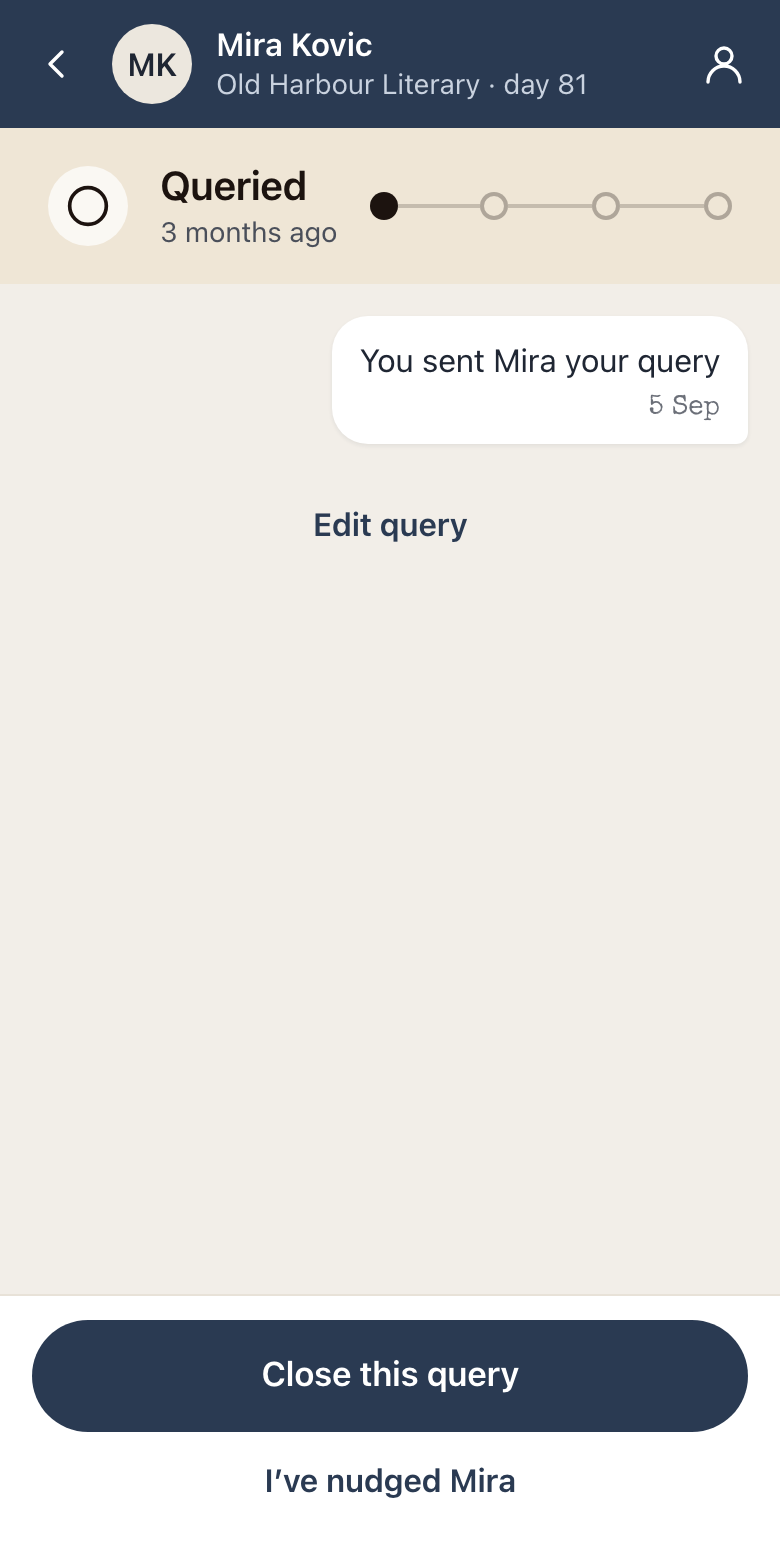 MK
Mira Kovic
Old Harbour Literary · day 81
Queried
3 months ago
You sent Mira your query
5 Sep
Edit query
Close this query
I’ve nudged Mira